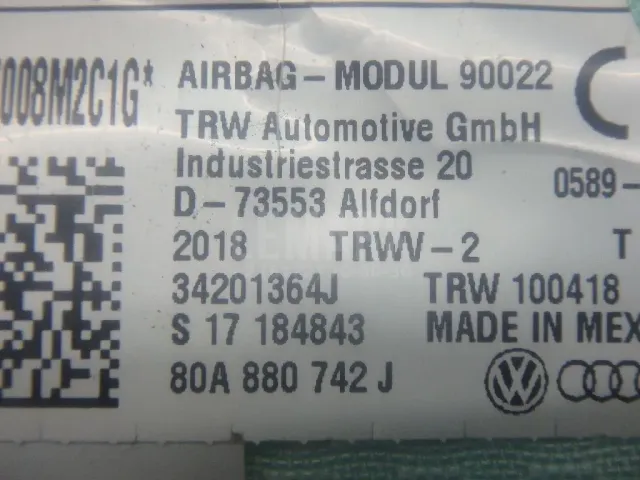 008M2C1G* AIRBAG - MODUL 90022
TRW Automotive GmbH
Industriestrasse 20
0589-
D - 73553 Alfdorf
2018 TRWV - 2 T
34201364J TRW 100418
S 17 184843 MADE IN MEX
80A 880 742 J